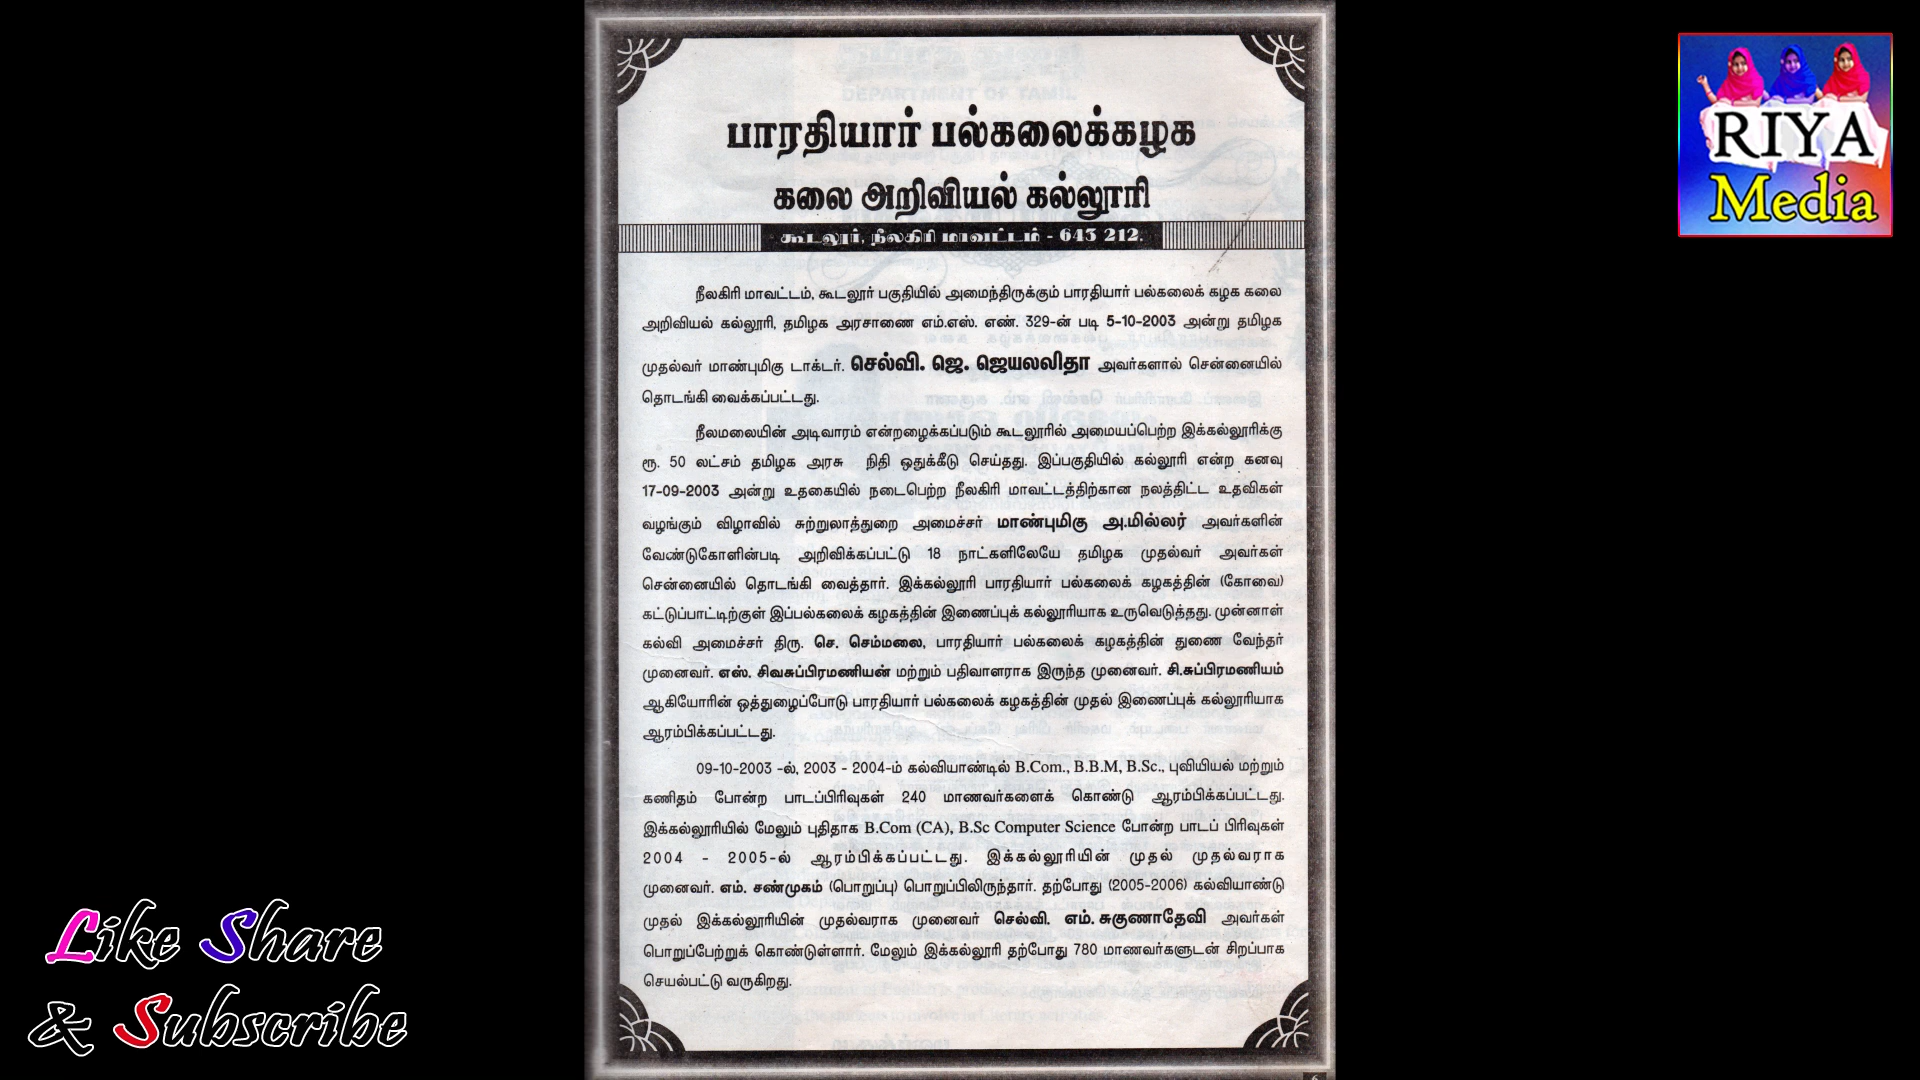 பாரதியார் பல்கலைக்கழக
கலை அறிவியல் கல்லூரி
கூடலூர், நீலகிரி மாவட்டம் - 643 212.
நீலகிரி மாவட்டம், கூடலூர் பகுதியில் அமைந்திருக்கும் பாரதியார் பல்கலைக் கழக கலை
அறிவியல் கல்லூரி, தமிழக அரசாணை எம்.எஸ். எண். 329-ன் படி 5-10-2003 அன்று தமிழக
முதல்வர் மாண்புமிகு டாக்டர். செல்வி. ஜெ. ஜெயலலிதா அவர்களால் சென்னையில்
தொடங்கி வைக்கப்பட்டது.
நீலமலையின் அடிவாரம் என்றழைக்கப்படும் கூடலூரில் அமையப்பெற்ற இக்கல்லூரிக்கு
ரூ. 50 லட்சம் தமிழக அரசு நிதி ஒதுக்கீடு செய்தது. இப்பகுதியில் கல்லூரி என்ற கனவு
17-09-2003 அன்று உதகையில் நடைபெற்ற நீலகிரி மாவட்டத்திற்கான நலத்திட்ட உதவிகள்
வழங்கும் விழாவில் சுற்றுலாத்துறை அமைச்சர் மாண்புமிகு அ.மில்லர் அவர்களின்
வேண்டுகோளின்படி அறிவிக்கப்பட்டு 18 நாட்களிலேயே தமிழக முதல்வர் அவர்கள்
சென்னையில் தொடங்கி வைத்தார். இக்கல்லூரி பாரதியார் பல்கலைக் கழகத்தின் (கோவை)
கட்டுப்பாட்டிற்குள் இப்பல்கலைக் கழகத்தின் இணைப்புக் கல்லூரியாக உருவெடுத்தது. முன்னாள்
கல்வி அமைச்சர் திரு. செ. செம்மலை, பாரதியார் பல்கலைக் கழகத்தின் துணை வேந்தர்
முனைவர். எஸ். சிவசுப்பிரமணியன் மற்றும் பதிவாளராக இருந்த முனைவர். சி.சுப்பிரமணியம்
ஆகியோரின் ஒத்துழைப்போடு பாரதியார் பல்கலைக் கழகத்தின் முதல் இணைப்புக் கல்லூரியாக
ஆரம்பிக்கப்பட்டது.
09-10-2003 -ல், 2003 - 2004-ம் கல்வியாண்டில் B.Com., B.B.M, B.Sc., புவியியல் மற்றும்
கணிதம் போன்ற பாடப்பிரிவுகள் 240 மாணவர்களைக் கொண்டு ஆரம்பிக்கப்பட்டது.
இக்கல்லூரியில் மேலும் புதிதாக B.Com (CA), B.Sc Computer Science போன்ற பாடப் பிரிவுகள்
2004 - 2005-ல் ஆரம்பிக்கப்பட்டது. இக்கல்லூரியின் முதல் முதல்வராக
முனைவர். எம். சண்முகம் (பொறுப்பு) பொறுப்பிலிருந்தார். தற்போது (2005-2006) கல்வியாண்டு
முதல் இக்கல்லூரியின் முதல்வராக முனைவர் செல்வி. எம். சுகுணாதேவி அவர்கள்
பொறுப்பேற்றுக் கொண்டுள்ளார். மேலும் இக்கல்லூரி தற்போது 780 மாணவர்களுடன் சிறப்பாக
செயல்பட்டு வருகிறது.
RIYA
Media
Like Share
& Subscribe